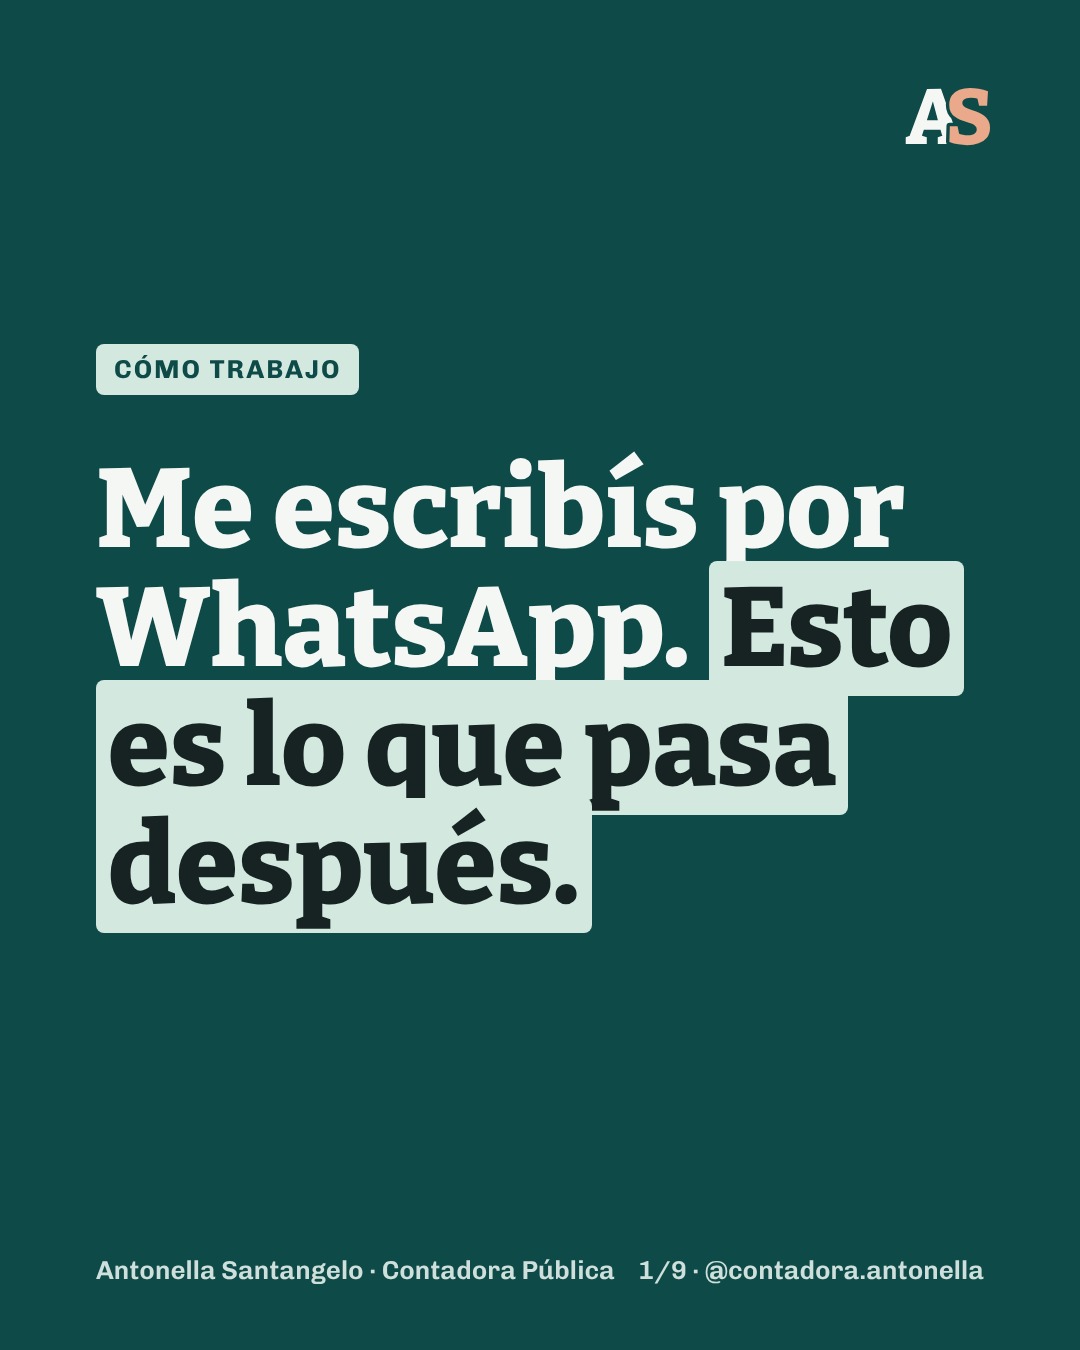 AS
CÓMO TRABAJO
Me escribís por
WhatsApp. Esto
es lo que pasa
después.
Antonella Santangelo · Contadora Pública 1/9 · @contadora.antonella